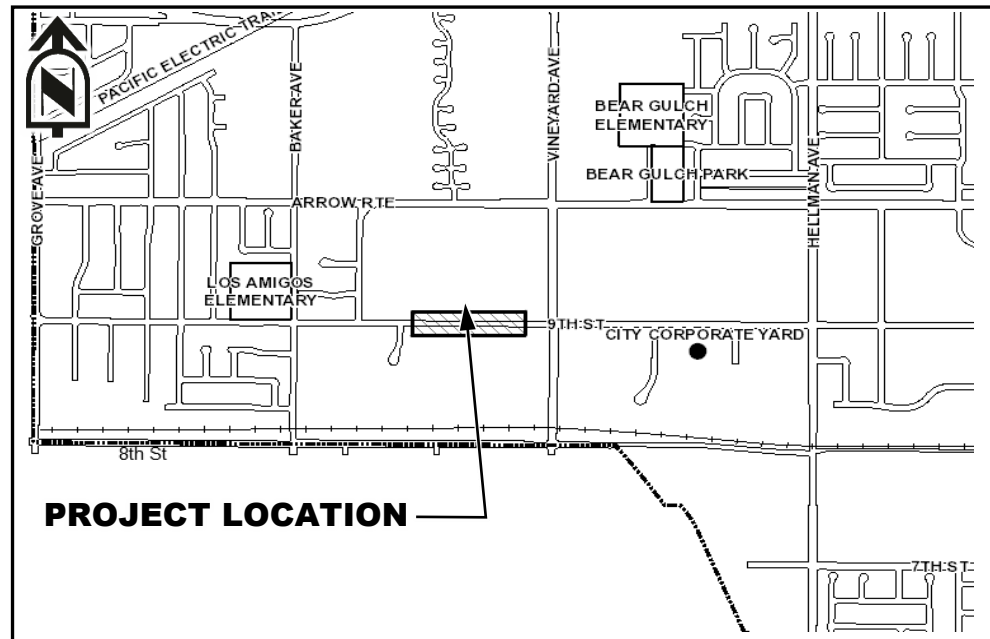 N
PACIFIC ELECTRIC TRAI
GROVE AVE
BAKER AVE
VINEYARD AVE
HELLMAN AVE
BEAR GULCH
ELEMENTARY
BEAR GULCH PARK
ARROW RTE
LOS AMIGOS
ELEMENTARY
9TH ST
CITY CORPORATE YARD
8th St
PROJECT LOCATION
7TH ST